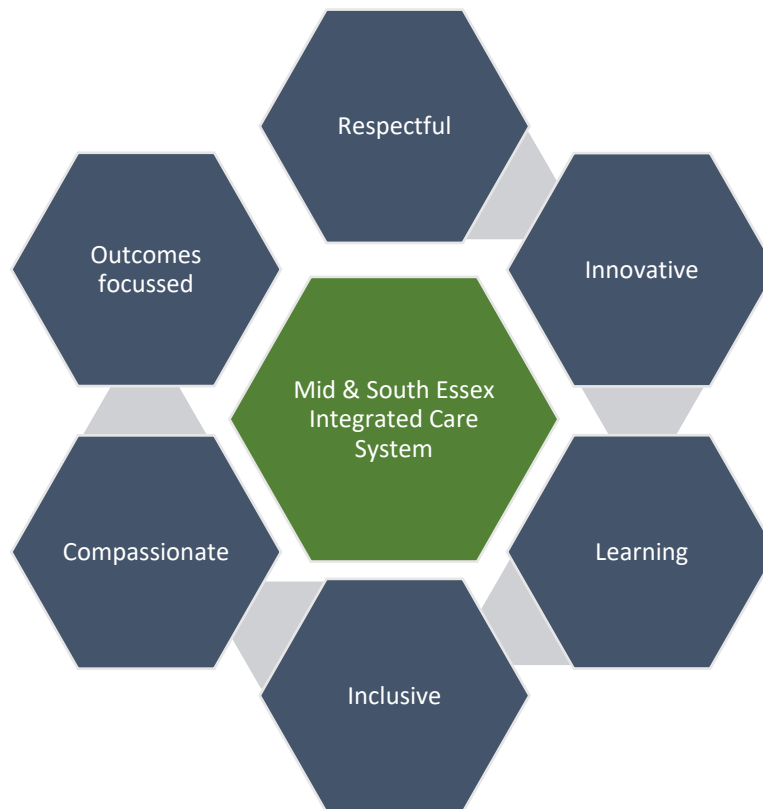 Respectful
Outcomes
focussed
Innovative
Mid & South Essex
Integrated Care
System
Compassionate
Learning
Inclusive